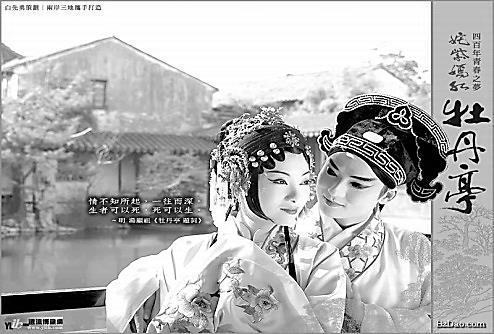 白先勇策劃｜兩岸三地攜手打造
四百年青春之夢
姹紫嫣紅
牡丹亭
情不知所起，一往而深
生者可以死，死可以生。
～明 湯顯祖《牡丹亭 題詞》
EzDao.com